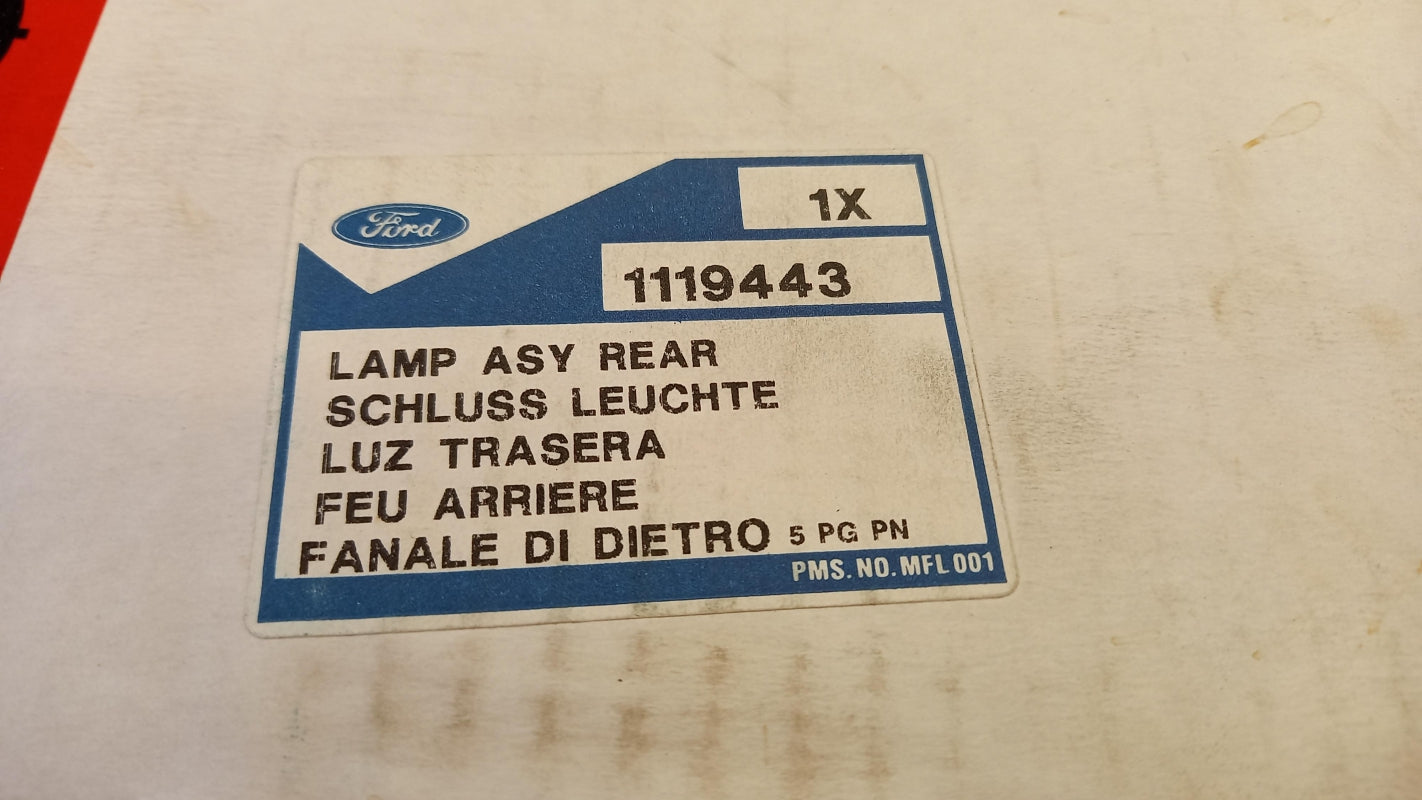 Ford
1X
1119443
LAMP ASY REAR
SCHLUSS LEUCHTE
LUZ TRASERA
FEU ARRIERE
FANALE DI DIETRO 5 PG PN
PMS. NO. MFL 001